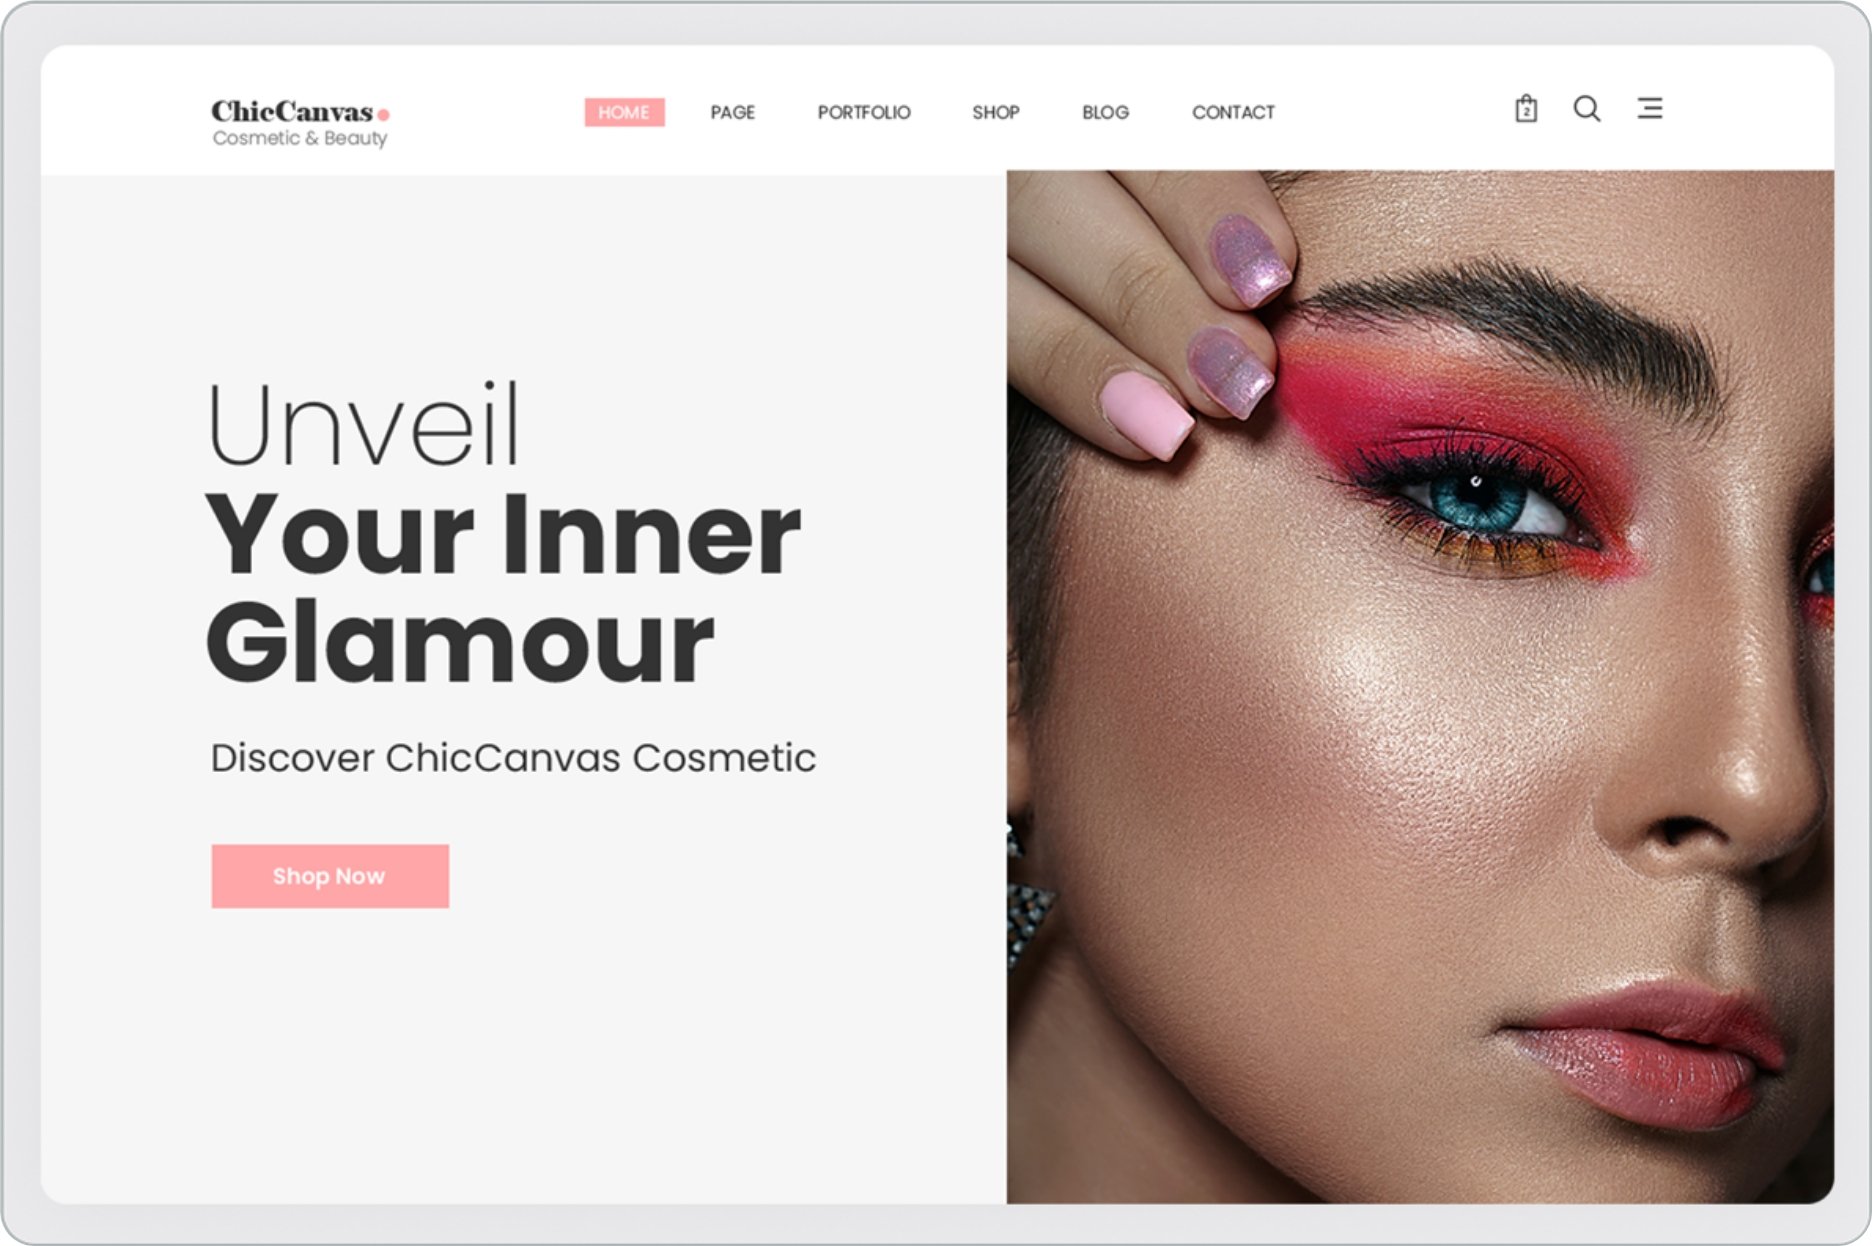 ChicCanvas
Cosmetic & Beauty
HOME PAGE PORTFOLIO SHOP BLOG CONTACT
2
Unveil
Your Inner
Glamour
Discover ChicCanvas Cosmetic
Shop Now